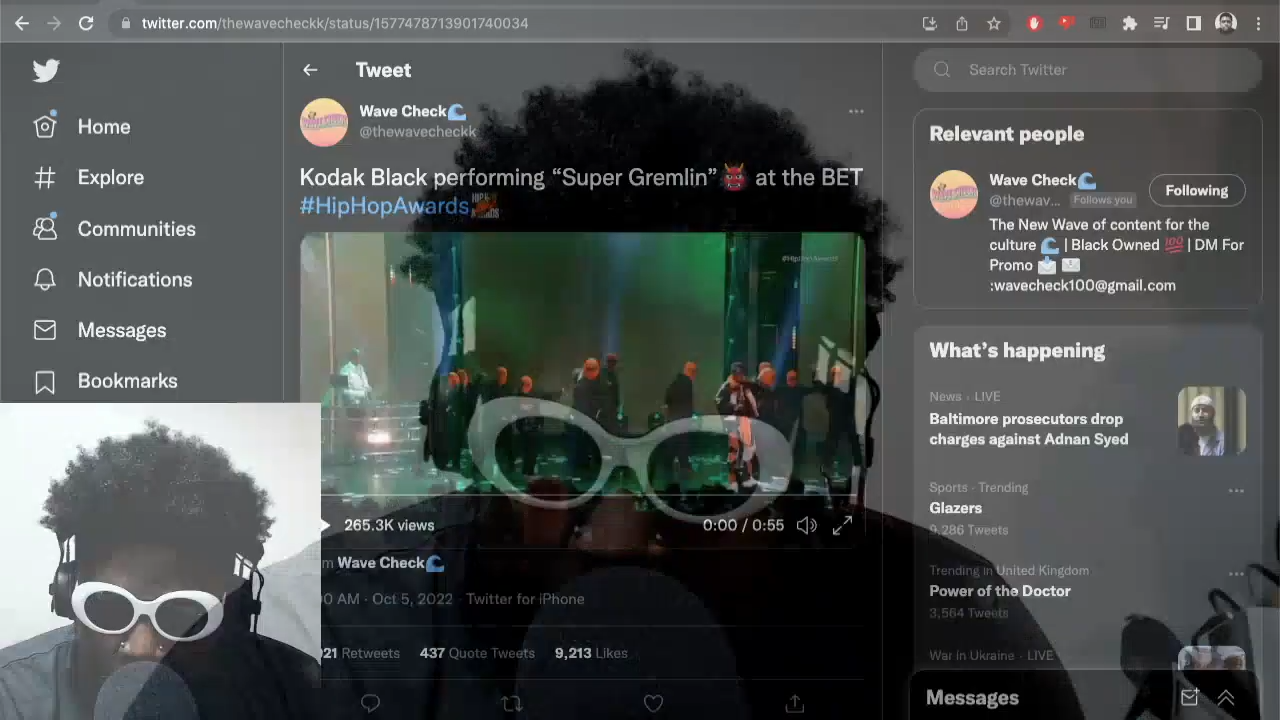 twitter.com/thewavecheckk/status/1577478713901740034
Home
Explore
Communities
Notifications
Messages
Bookmarks
Tweet
Wave Check🌊
@thewavecheckk
Kodak Black performing “Super Gremlin”👹 at the BET
#HipHopAwards
265.3K views
0:00 / 0:55
Wave Check🌊
AM · Oct 5, 2022 · Twitter for iPhone
Retweets 437 Quote Tweets 9,213 Likes
Search Twitter
Relevant people
Wave Check🌊
@thewav... Follows you
Following
The New Wave of content for the
culture 🌊 | Black Owned 💯 | DM For
Promo 📩 📨
:wavecheck100@gmail.com
What’s happening
News · LIVE
Baltimore prosecutors drop
charges against Adnan Syed
Sports · Trending
Glazers
9,286 Tweets
Trending in United Kingdom
Power of the Doctor
3,564 Tweets
War in Ukraine · LIVE
Messages